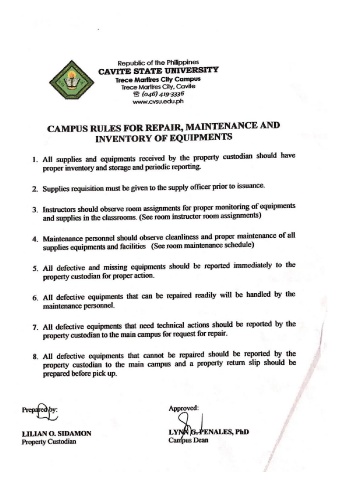 Republic of the Philippines
CAVITE STATE UNIVERSITY
Trece Martires City Campus
Trece Martires City, Cavite
☏ (046) 419-3336
www.cvsu.edu.ph
CAMPUS RULES FOR REPAIR, MAINTENANCE AND
INVENTORY OF EQUIPMENTS
1. All supplies and equipments received by the property custodian should have
proper inventory and storage and periodic reporting.
2. Supplies requisition must be given to the supply officer prior to issuance.
3. Instructors should observe room assignments for proper monitoring of equipments
and supplies in the classrooms. (See room instructor room assignments)
4. Maintenance personnel should observe cleanliness and proper maintenance of all
supplies equipments and facilities (See room maintenance schedule)
5. All defective and missing equipments should be reported immediately to the
property custodian for proper action.
6. All defective equipments that can be repaired readily will be handled by the
maintenance personnel.
7. All defective equipments that need technical actions should be reported by the
property custodian to the main campus for request for repair.
8. All defective equipments that cannot be repaired should be reported by the
property custodian to the main campus and a property return slip should be
prepared before pick up.
Prepared by:
Approved:
LILIAN O. SIDAMON
LYNN G. PENALES, PhD
Property Custodian
Campus Dean